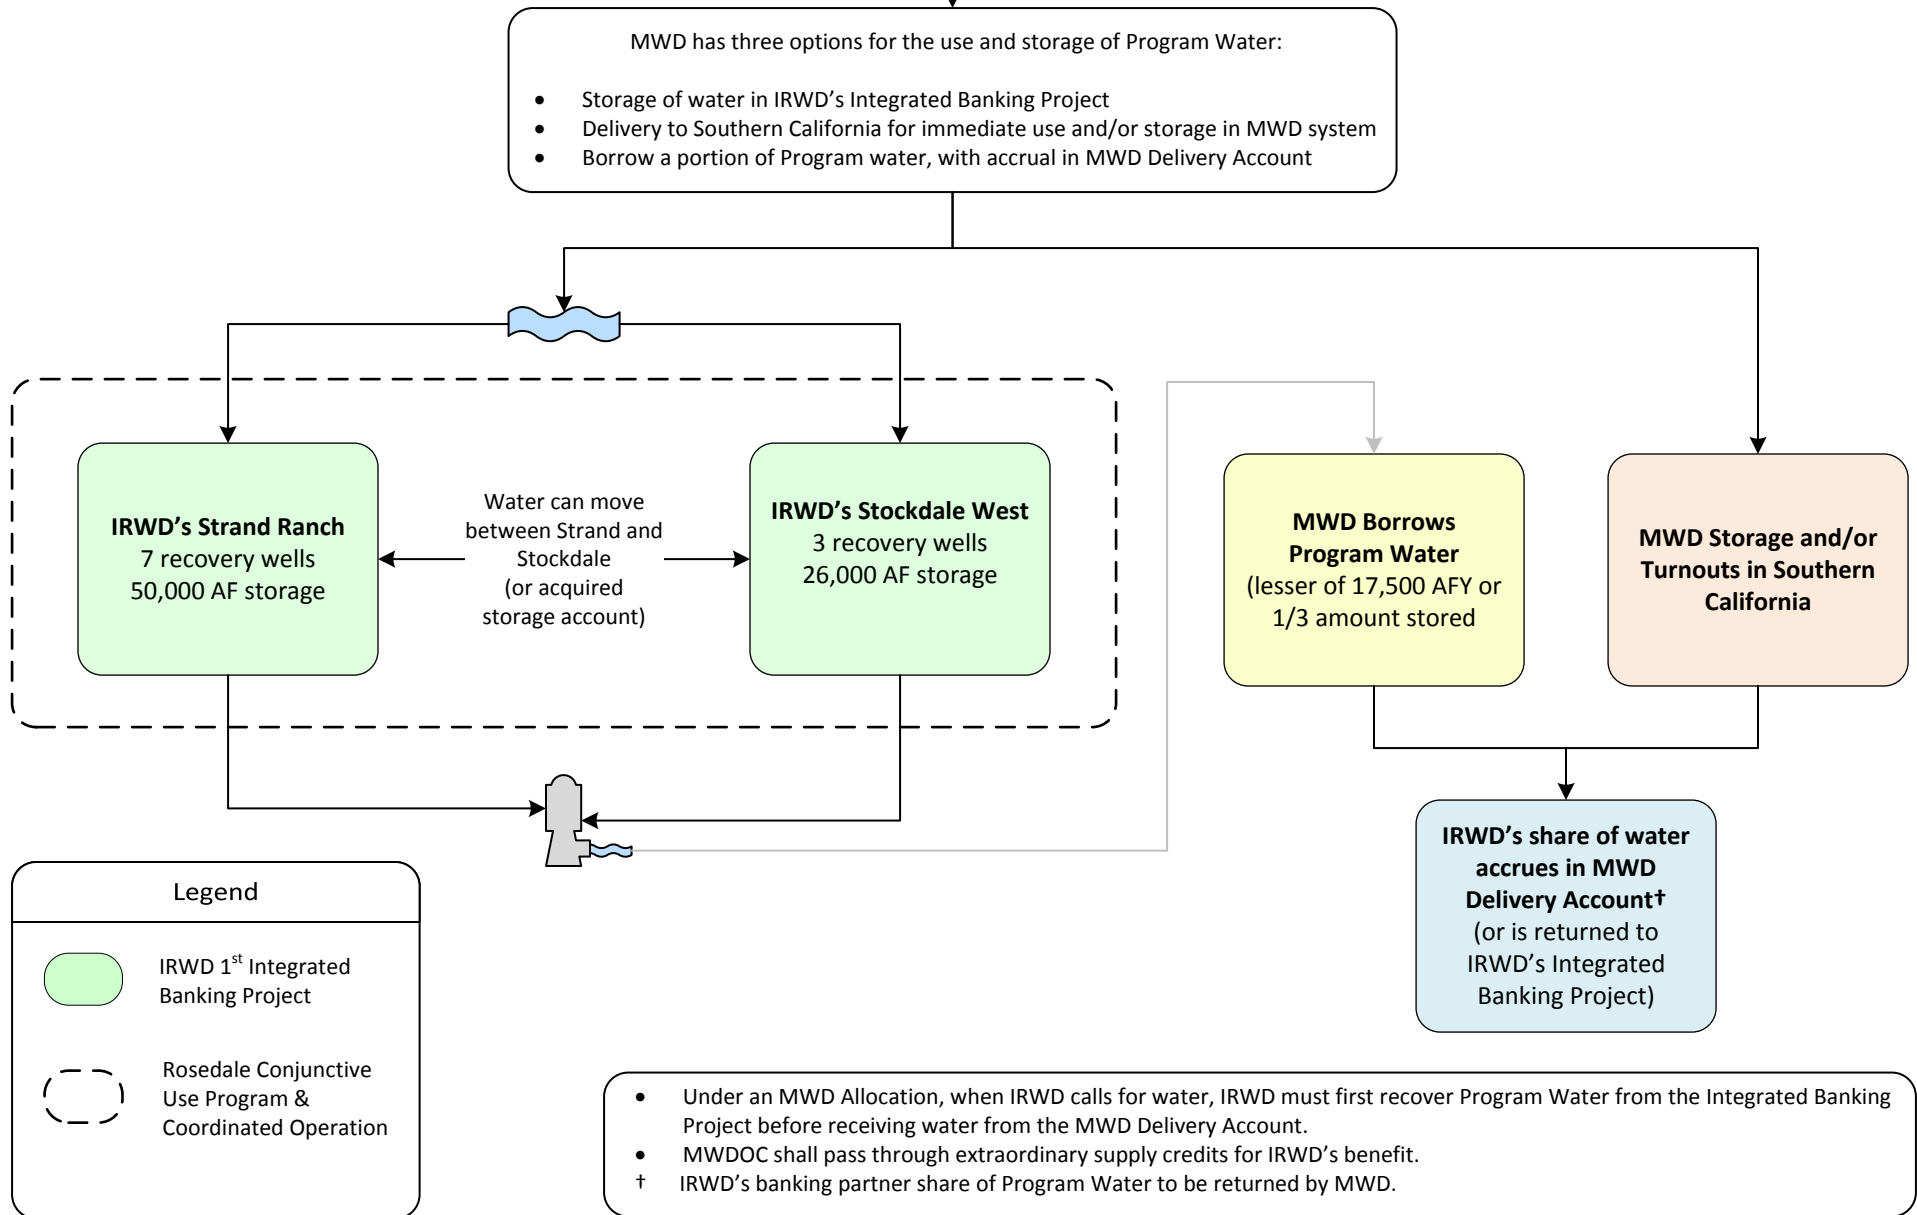 MWD has three options for the use and storage of Program Water:
• Storage of water in IRWD’s Integrated Banking Project
• Delivery to Southern California for immediate use and/or storage in MWD system
• Borrow a portion of Program water, with accrual in MWD Delivery Account
IRWD’s Strand Ranch
7 recovery wells
50,000 AF storage
Water can move
between Strand and
Stockdale
(or acquired
storage account)
IRWD’s Stockdale West
3 recovery wells
26,000 AF storage
MWD Borrows
Program Water
(lesser of 17,500 AFY or
1/3 amount stored
MWD Storage and/or
Turnouts in Southern
California
IRWD’s share of water
accrues in MWD
Delivery Account†
(or is returned to
IRWD’s Integrated
Banking Project)
Legend
IRWD 1st Integrated
Banking Project
Rosedale Conjunctive
Use Program &
Coordinated Operation
• Under an MWD Allocation, when IRWD calls for water, IRWD must first recover Program Water from the Integrated Banking
Project before receiving water from the MWD Delivery Account.
• MWDOC shall pass through extraordinary supply credits for IRWD’s benefit.
† IRWD’s banking partner share of Program Water to be returned by MWD.